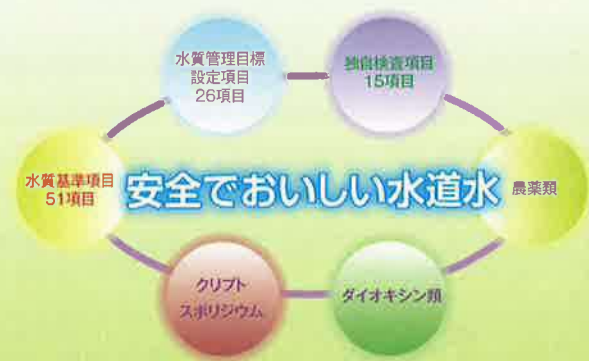 水質管理目標
設定項目
26項目
独自検査項目
15項目
水質基準項目
51項目
安全でおいしい水道水
農薬類
クリプト
スポリジウム
ダイオキシン類